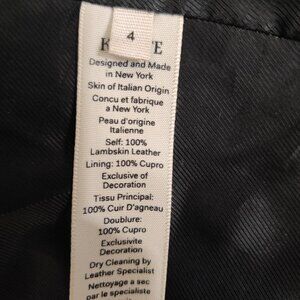 4
Designed and Made
in New York
Skin of Italian Origin
Concu et fabrique
a New York
Peau d'origine
Italienne
Self: 100%
Lambskin Leather
Lining: 100% Cupro
Exclusive of
Decoration
Tissu Principal:
100% Cuir D'agneau
Doublure:
100% Cupro
Exclusivite
Decoration
Dry Cleaning by
Leather Specialist
Nettoyage a sec
par le specialiste